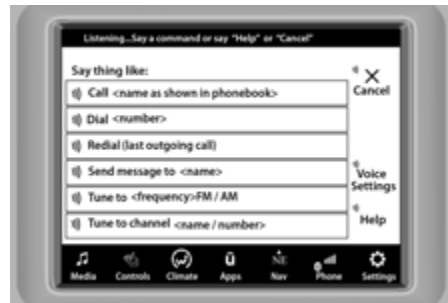 Listening...Say a command or say "Help" or "Cancel"
Say thing like:
Call <name as shown in phonebook>
Dial <number>
Redial (last outgoing call)
Send message to <name>
Tune to <frequency>FM / AM
Tune to channel <name / number>
Cancel
Voice
Settings
Help
Media Controls Climate Apps Nav Phone Settings